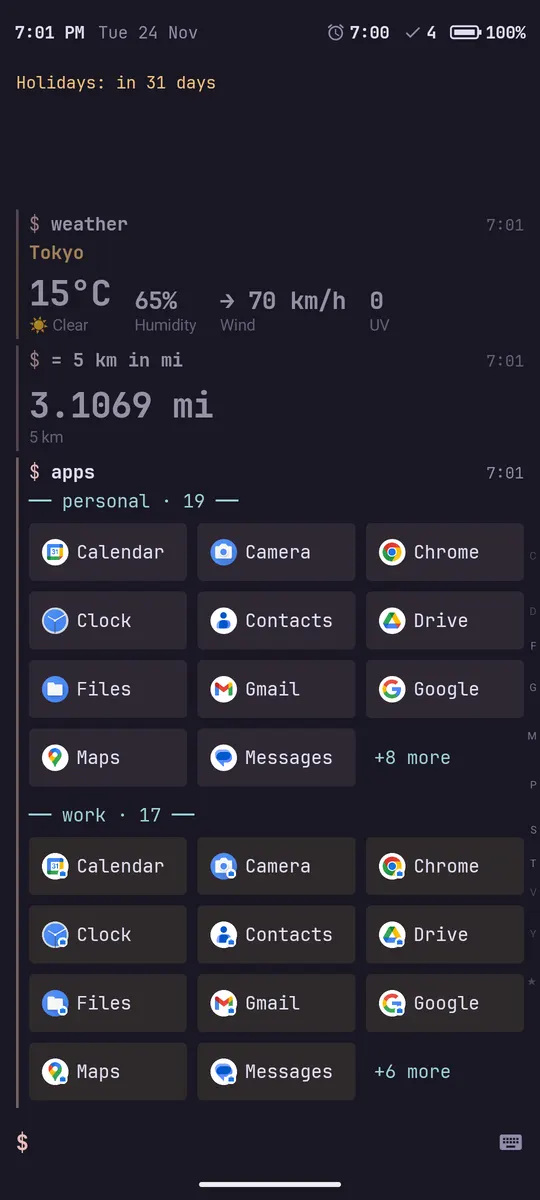 7:01 PM Tue 24 Nov 7:00 4 100%
Holidays: in 31 days
$ weather 7:01
Tokyo
15°C 65% → 70 km/h 0
Clear Humidity Wind UV
$ = 5 km in mi 7:01
3.1069 mi
5 km
$ apps 7:01
── personal · 19 ──
Calendar Camera Chrome
Clock Contacts Drive
Files Gmail Google
Maps Messages +8 more
── work · 17 ──
Calendar Camera Chrome
Clock Contacts Drive
Files Gmail Google
Maps Messages +6 more
C
D
F
G
M
P
S
T
V
Y
★
$